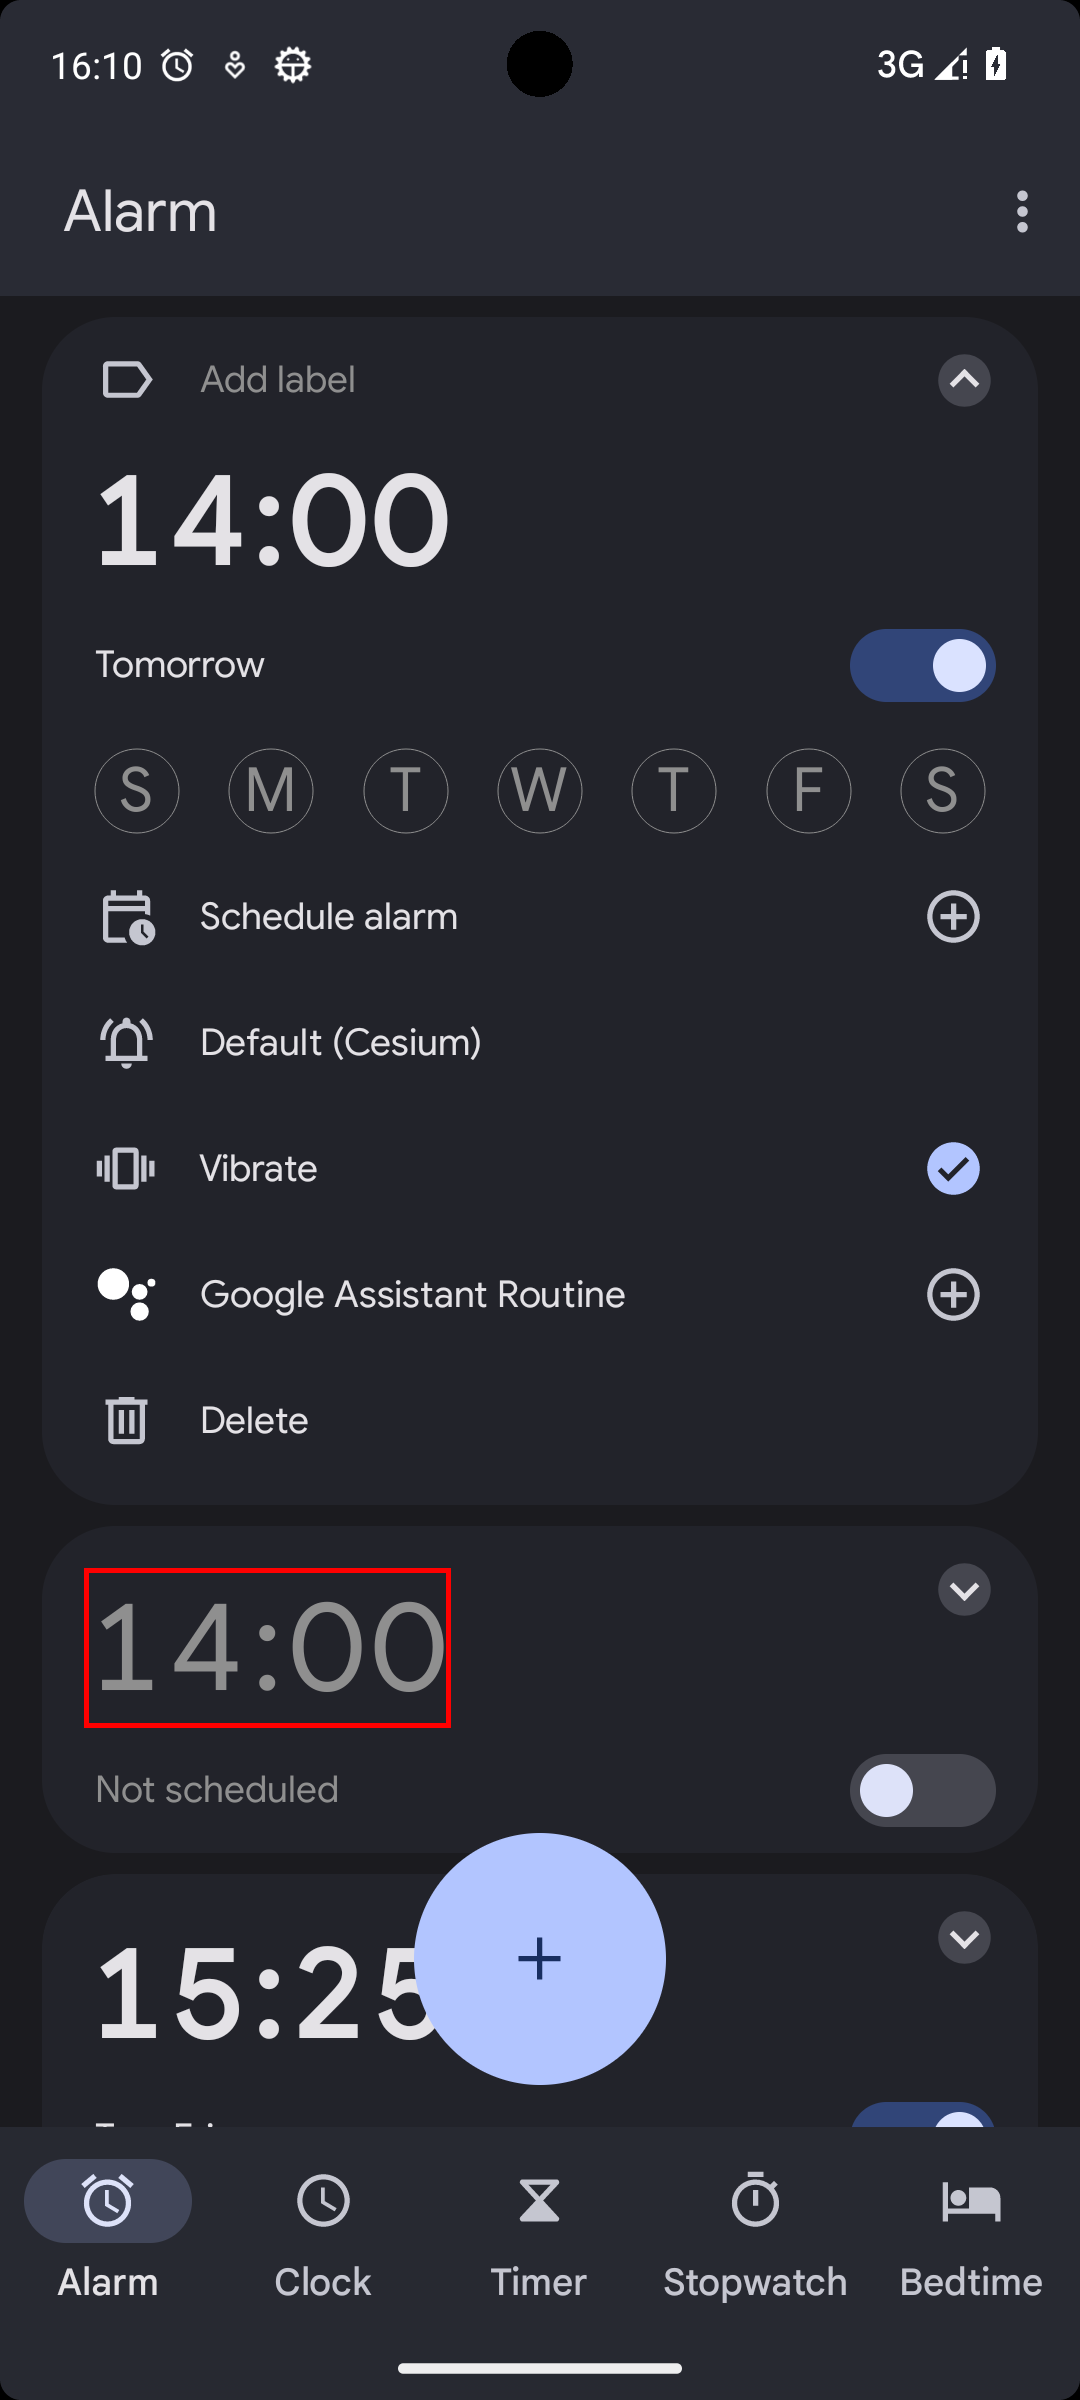 16:10
3G
Alarm
Add label
14:00
Tomorrow
S M T W T F S
Schedule alarm
Default (Cesium)
Vibrate
Google Assistant Routine
Delete
14:00
Not scheduled
15:25
Alarm
Clock
Timer
Stopwatch
Bedtime